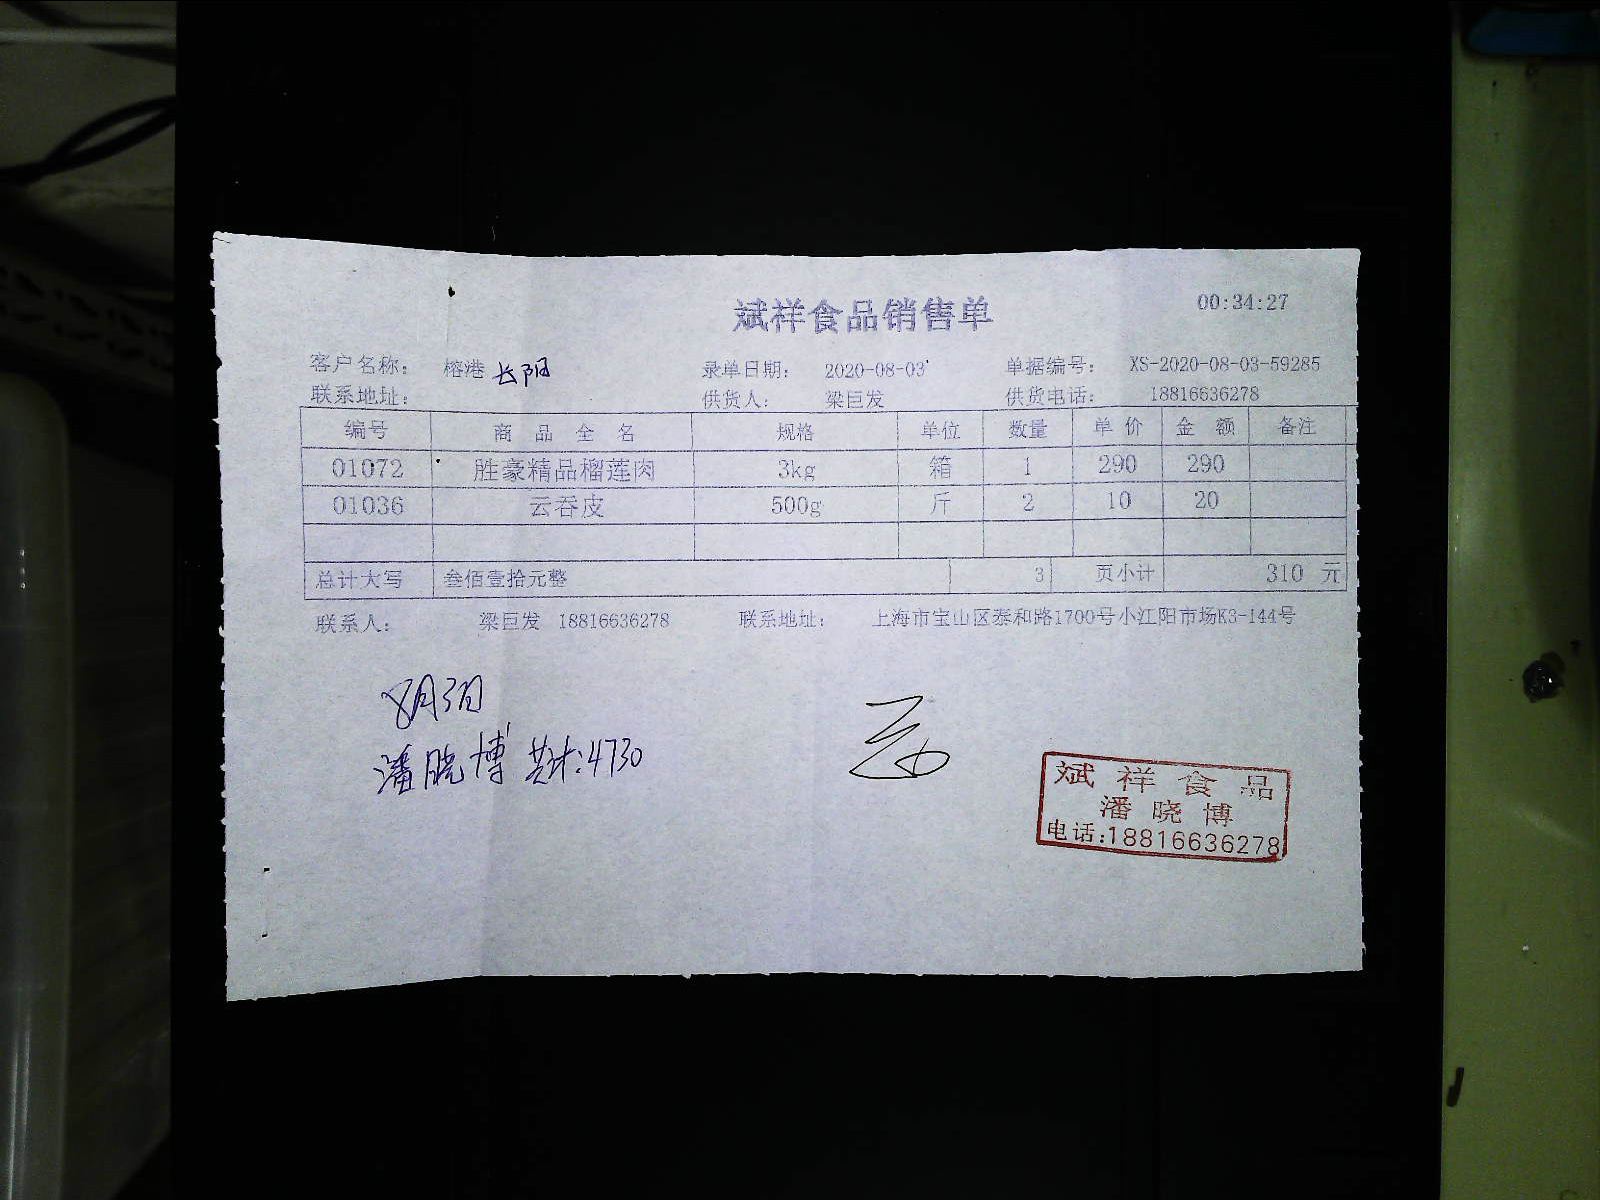 斌祥食品销售单 00:34:27
客户名称: 榕港 长阳 录单日期: 2020-08-03 单据编号: XS-2020-08-03-59285
联系地址: 供货人: 梁巨发 供货电话: 18816636278
编号 商品全名 规格 单位 数量 单价 金额 备注
01072 胜豪精品榴莲肉 3kg 箱 1 290 290
01036 云吞皮 500g 斤 2 10 20
总计大写 叁佰壹拾元整 3 页小计 310 元
联系人: 梁巨发 18816636278 联系地址: 上海市宝山区泰和路1700号小江阳市场K3-144号
8月3日
潘晓博 共计:4730
斌祥食品
潘晓博
电话:18816636278